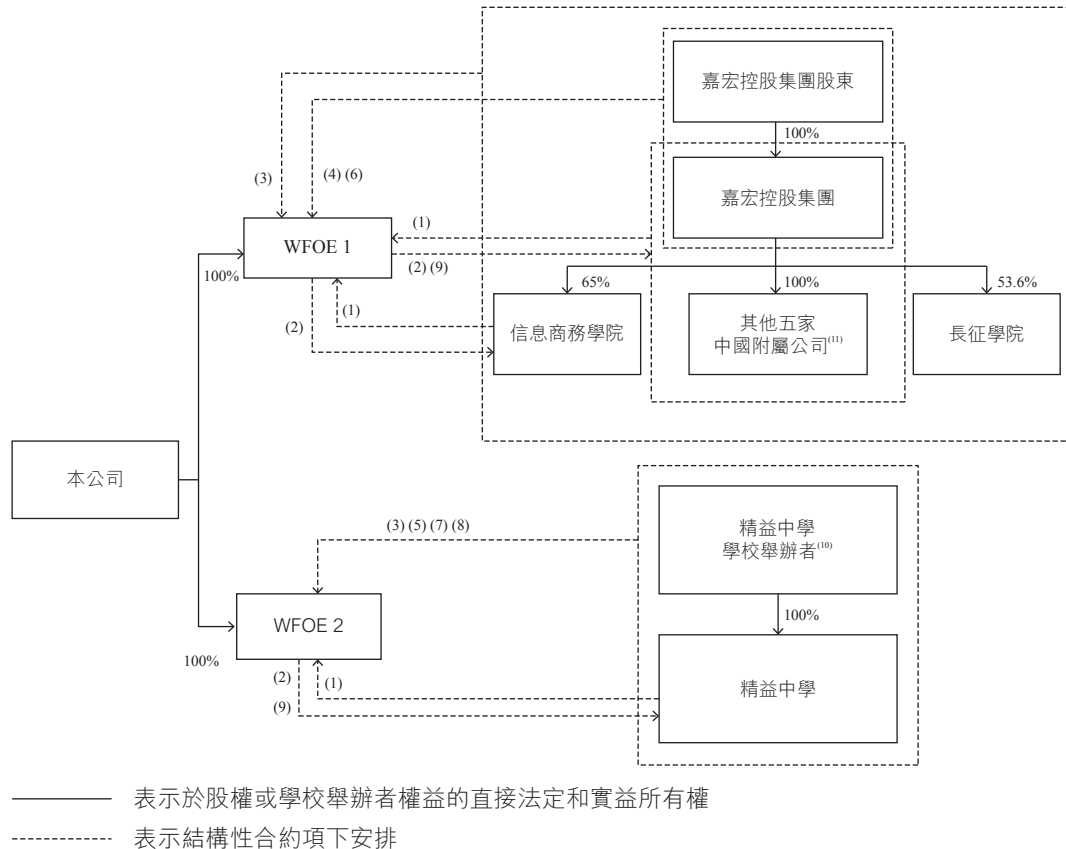 嘉宏控股集團股東
100%
嘉宏控股集團
(3)
(4) (6)
(1)
WFOE 1
(2) (9)
100%
65%
100%
53.6%
(1)
(2)
信息商務學院
其他五家
中國附屬公司(11)
長征學院
本公司
(3) (5) (7) (8)
精益中學
學校舉辦者(10)
100%
WFOE 2
100%
(2)
(1)
(9)
精益中學
表示於股權或學校舉辦者權益的直接法定和實益所有權
表示結構性合約項下安排